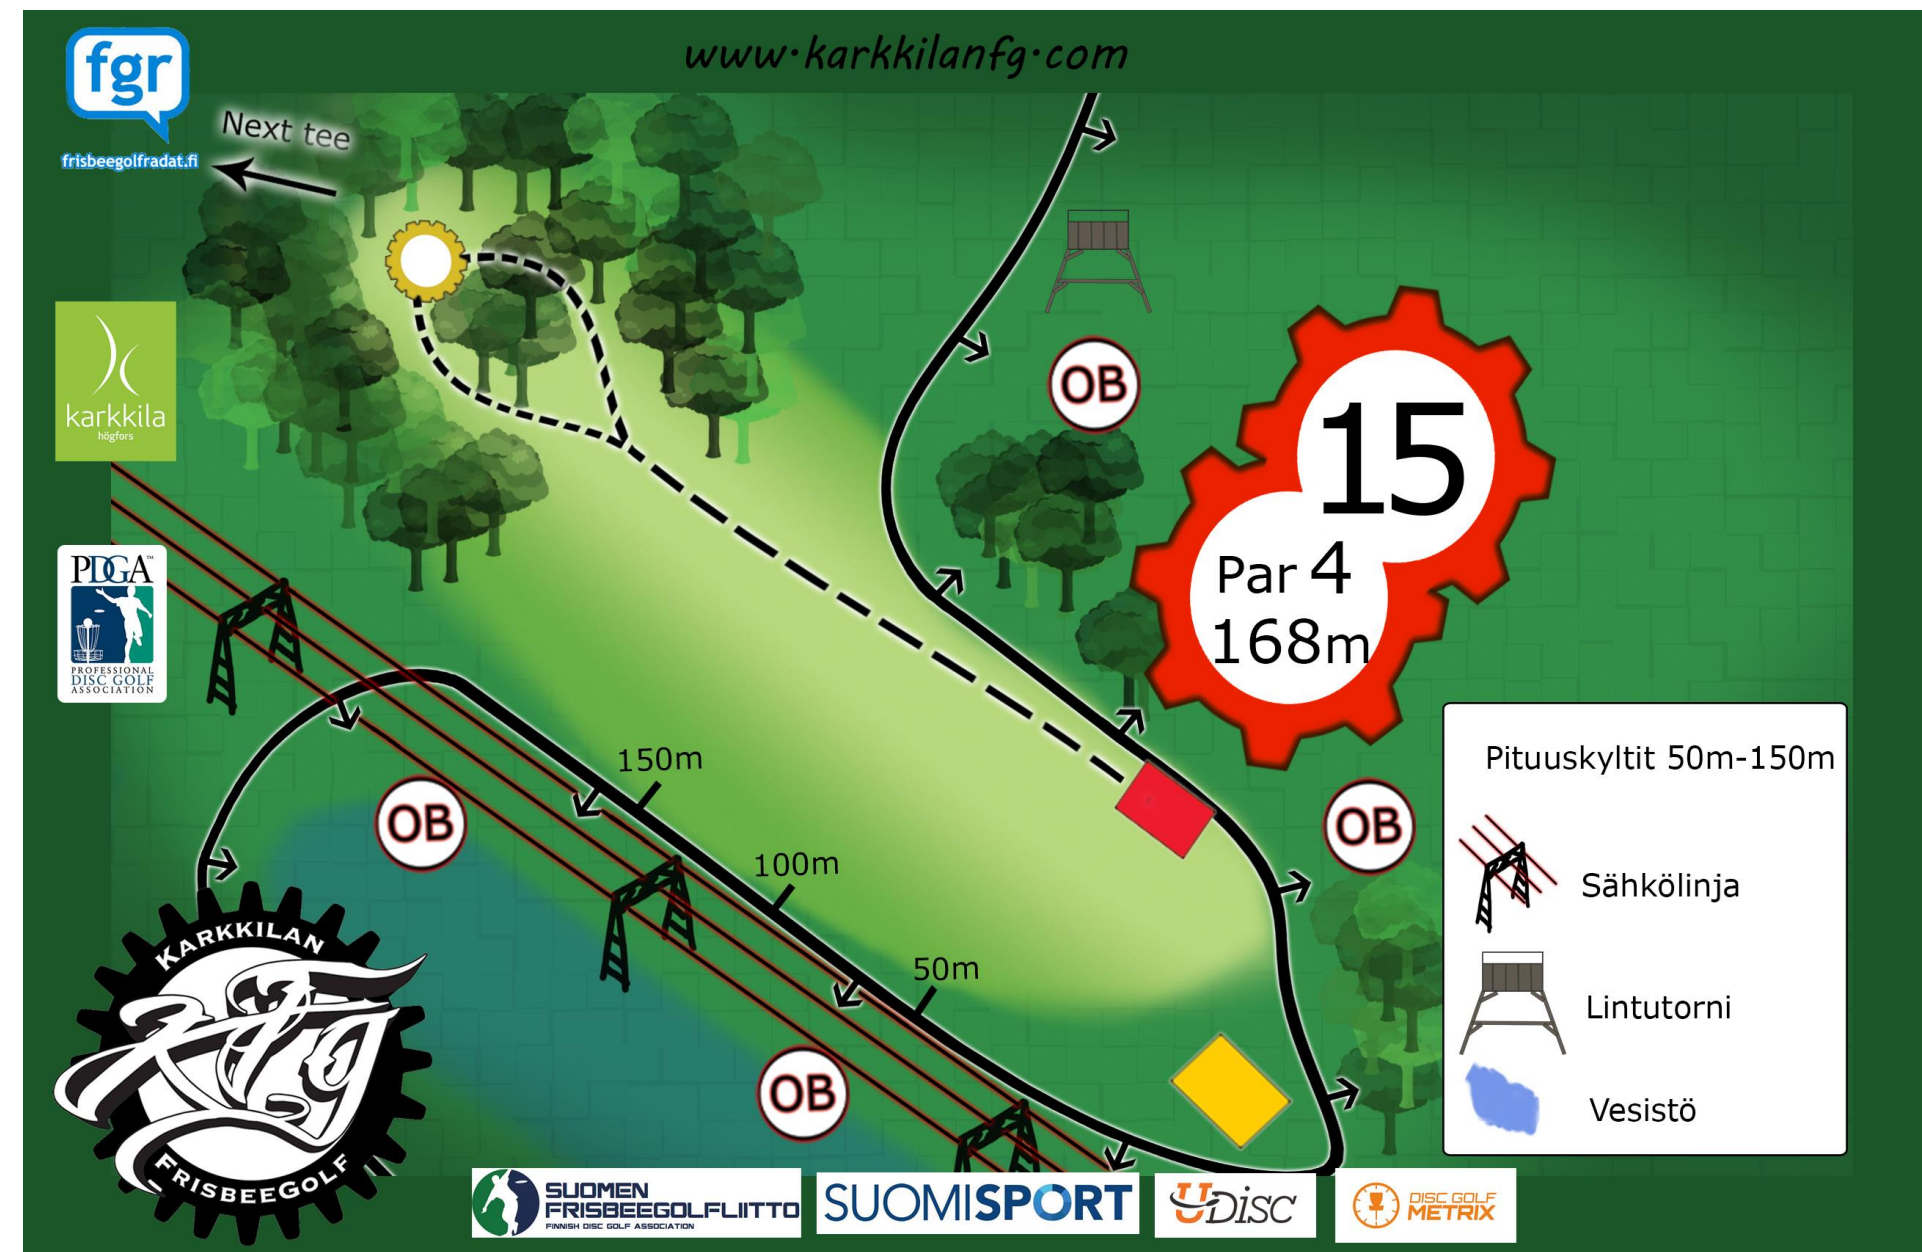 www.karkkilanfg.com
fgr
frisbeegolfradat.fi
Next tee
karkkila
högfors
OB
15
Par 4
168m
PDGA™
PROFESSIONAL
DISC GOLF
ASSOCIATION
Pituuskyltit 50m-150m
Sähkölinja
Lintutorni
Vesistö
150m
100m
50m
OB
OB
OB
KARKKILAN
KFg
FRISBEEGOLF
SUOMEN
FRISBEEGOLFLIITTO
FINNISH DISC GOLF ASSOCIATION
SUOMISPORT
UDisc
DISC GOLF
METRIX